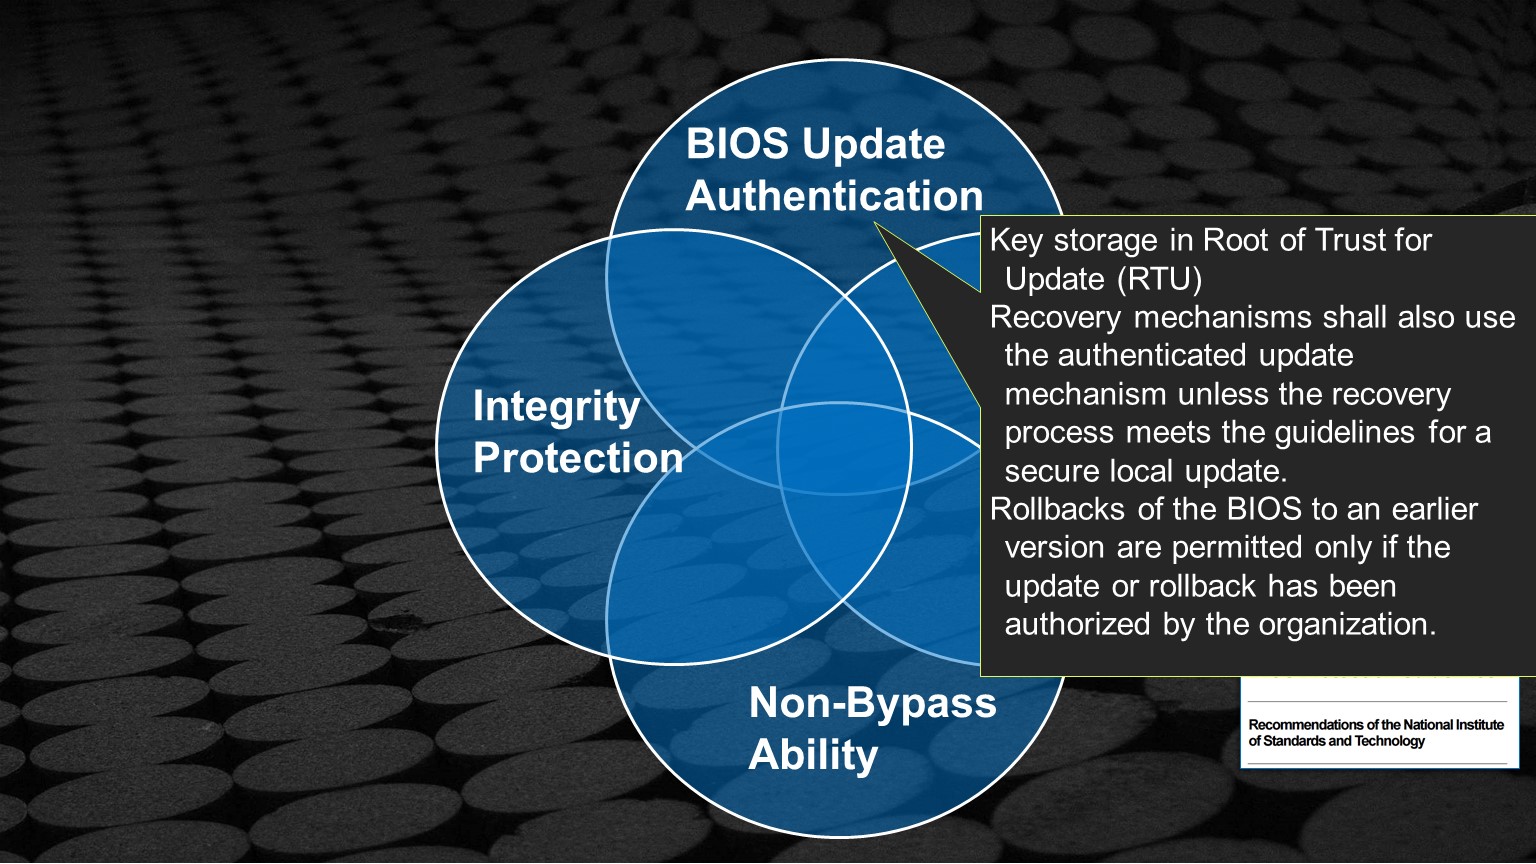 BIOS Update
Authentication
Key storage in Root of Trust for
Update (RTU)
Recovery mechanisms shall also use
the authenticated update
mechanism unless the recovery
process meets the guidelines for a
secure local update.
Rollbacks of the BIOS to an earlier
version are permitted only if the
update or rollback has been
authorized by the organization.
Integrity
Protection
Non-Bypass
Ability
Recommendations of the National Institute
of Standards and Technology